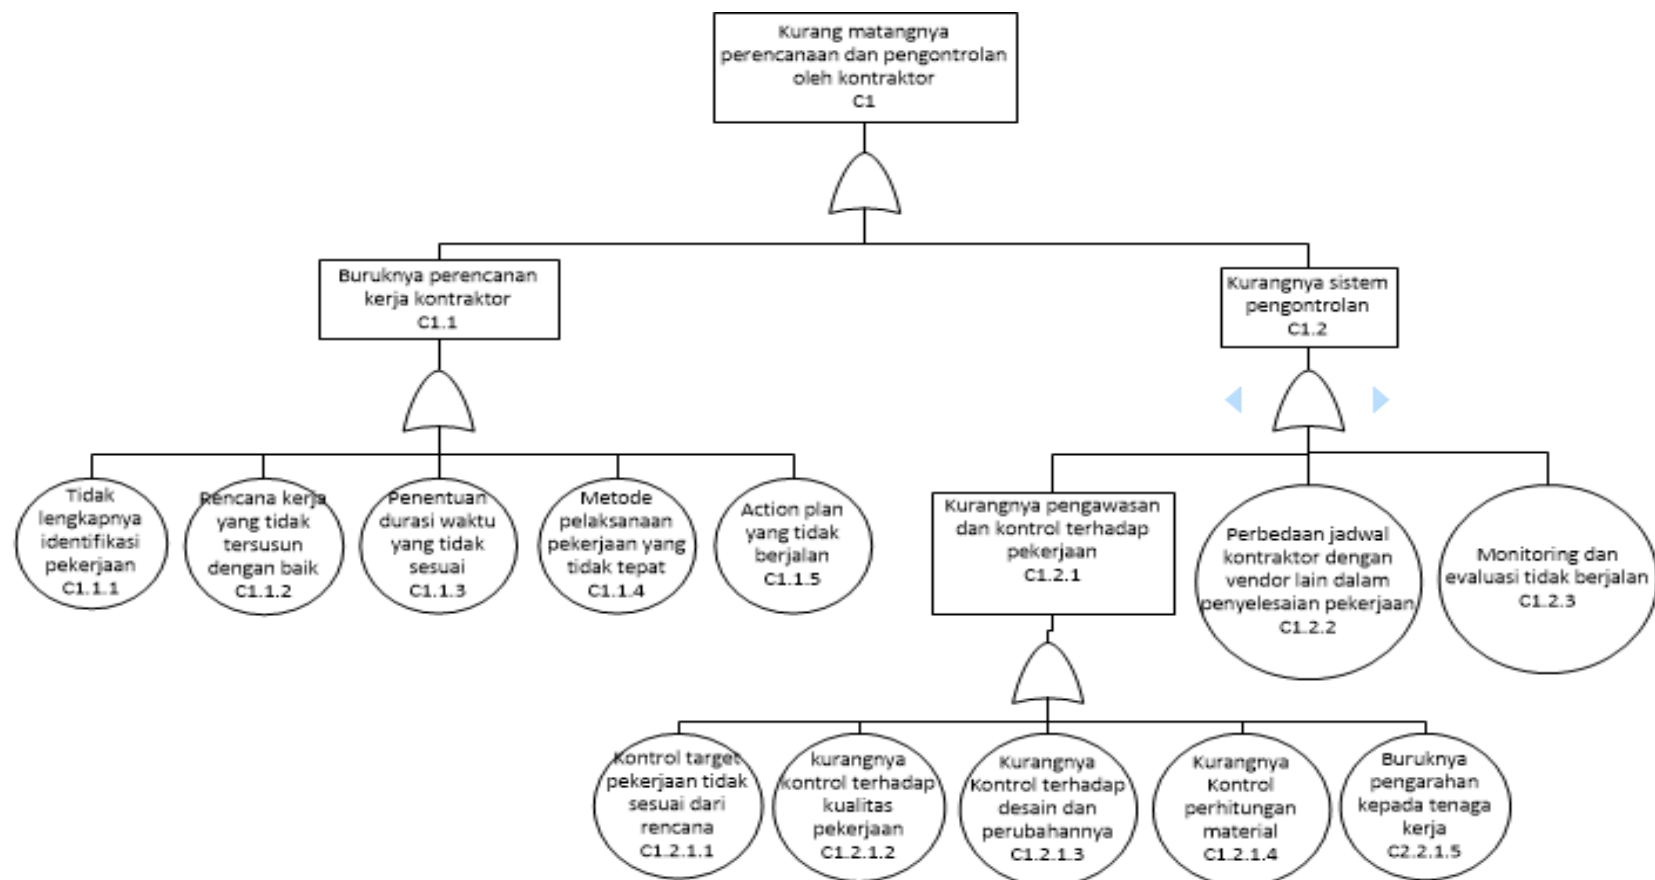 Kurang matangnya
perencanaan dan pengontrolan
oleh kontraktor
C1
Buruknya perencanan
kerja kontraktor
C1.1
Kurangnya sistem
pengontrolan
C1.2
Tidak
lengkapnya
identifikasi
pekerjaan
C1.1.1
Rencana kerja
yang tidak
tersusun
dengan baik
C1.1.2
Penentuan
durasi waktu
yang tidak
sesuai
C1.1.3
Metode
pelaksanaan
pekerjaan yang
tidak tepat
C1.1.4
Action plan
yang tidak
berjalan
C1.1.5
Kurangnya pengawasan
dan kontrol terhadap
pekerjaan
C1.2.1
Perbedaan jadwal
kontraktor dengan
vendor lain dalam
penyelesaian pekerjaan
C1.2.2
Monitoring dan
evaluasi tidak berjalan
C1.2.3
Kontrol target
pekerjaan tidak
sesuai dari
rencana
C1.2.1.1
kurangnya
kontrol terhadap
kualitas
pekerjaan
C1.2.1.2
Kurangnya
Kontrol terhadap
desain dan
perubahannya
C1.2.1.3
Kurangnya
Kontrol
perhitungan
material
C1.2.1.4
Buruknya
pengarahan
kepada tenaga
kerja
C2.2.1.5